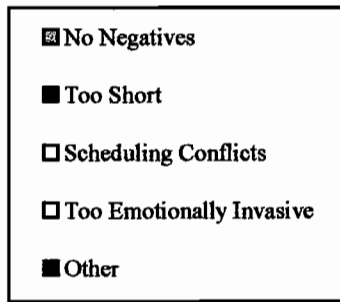 No Negatives
Too Short
Scheduling Conflicts
Too Emotionally Invasive
Other